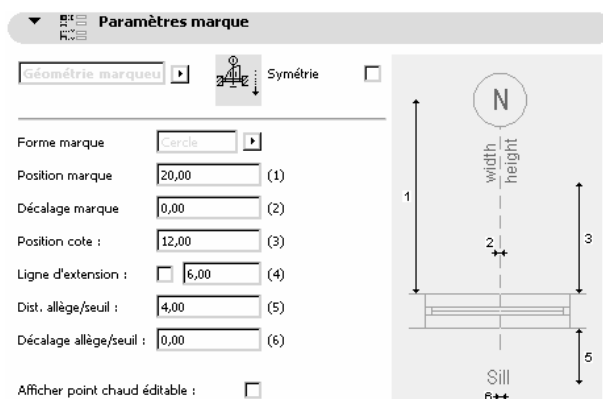 Paramètres marque
Géométrie marqueu
Symétrie
Forme marque Cercle
Position marque 20,00 (1)
Décalage marque 0,00 (2)
Position cote : 12,00 (3)
Ligne d'extension : 6,00 (4)
Dist. allège/seuil : 4,00 (5)
Décalage allège/seuil : 0,00 (6)
Afficher point chaud éditable :
N
width
height
1
2
3
5
Sill
6